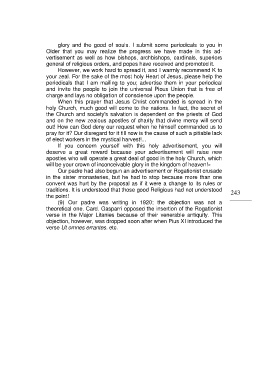 glory and the good of souls. I submit some periodicals to you in
Older that you may realize the progress we have made in this ad-
vertisement as well as how bishops, archbishops, cardinals, superiors
general of religious orders, and popes have received and promoted it.
However, we work hard to spread it, and I warmly recommend it to
your zeal. For the sake of the most holy Heart of Jesus, please help the
periodicals that I am mailing to you; advertise them in your periodical
and invite the people to join the universal Pious Union that is free of
charge and lays no obligation of conscience upon the people.
When this prayer that Jesus Christ commanded is spread in the
holy Church, much good will come to the nations. In fact, the secret of
the Church and society's salvation is dependent on the priests of God
and on the new zealous apostles of charity that divine mercy will send
out! How can God deny our request when he himself commanded us to
pray for it? Our disregard for it till now is the cause of such a pitiable lack
of elect workers in the mystical harvest!...
If you concern yourself with this holy advertisement, you will
deserve a great reward because your advertisement will raise new
apostles who will operate a great deal of good in the holy Church, which
will be your crown of inconceivable glory in the kingdom of heaven!»
Our padre had also begun an advertisement or Rogationist crusade
in the sister monasteries, but he had to stop because more than one
convent was hurt by the proposal as if it were a change to its rules or
traditions. It is understood that those good Religious had not understood
the point!
(9) Our padre was writing in 1920; the objection was not a
theoretical one. Card. Gasparri opposed the insertion of the Rogationist
verse in the Major Litanies because of their venerable antiquity. This
objection, however, was dropped soon after when Pius XI introduced the
verse Ut omnes errantes, etc.
243